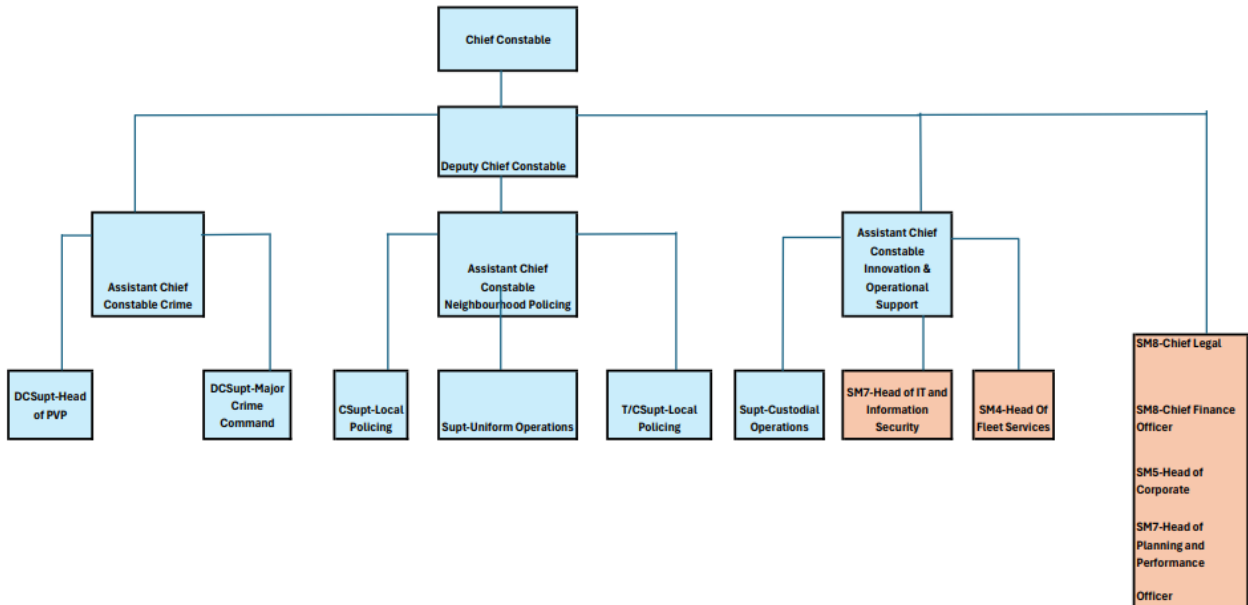 Chief Constable
Deputy Chief Constable
Assistant Chief
Constable Crime
Assistant Chief
Constable
Neighbourhood Policing
Assistant Chief
Constable
Innovation &
Operational
Support
DCSupt-Head
of PVP
DCSupt-Major
Crime
Command
CSupt-Local
Policing
Supt-Uniform Operations
T/CSupt-Local
Policing
Supt-Custodial
Operations
SM7-Head of IT and
Information
Security
SM4-Head Of
Fleet Services
SM8-Chief Legal
SM8-Chief Finance
Officer
SM5-Head of
Corporate
SM7-Head of
Planning and
Performance
Officer